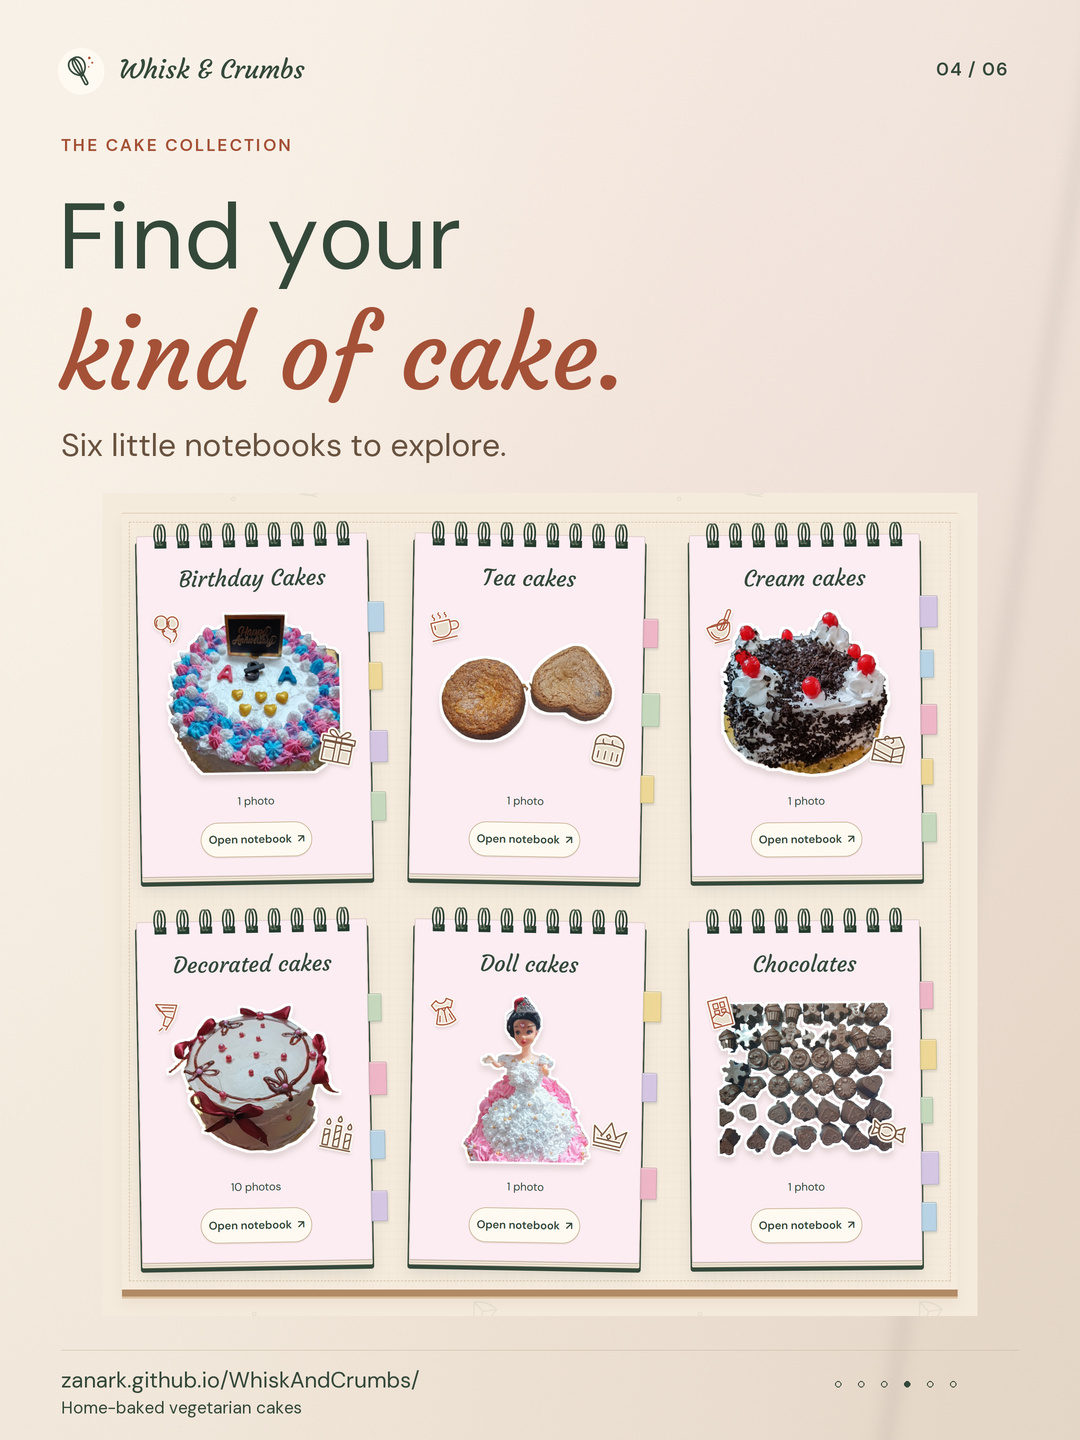 Whisk & Crumbs
04 / 06
THE CAKE COLLECTION
Find your
kind of cake.
Six little notebooks to explore.
Birthday Cakes
Tea cakes
Cream cakes
Happy
Anniversary
A & A
1 photo
1 photo
1 photo
Open notebook ↗
Open notebook ↗
Open notebook ↗
Decorated cakes
Doll cakes
Chocolates
10 photos
1 photo
1 photo
Open notebook ↗
Open notebook ↗
Open notebook ↗
zanark.github.io/WhiskAndCrumbs/
Home-baked vegetarian cakes